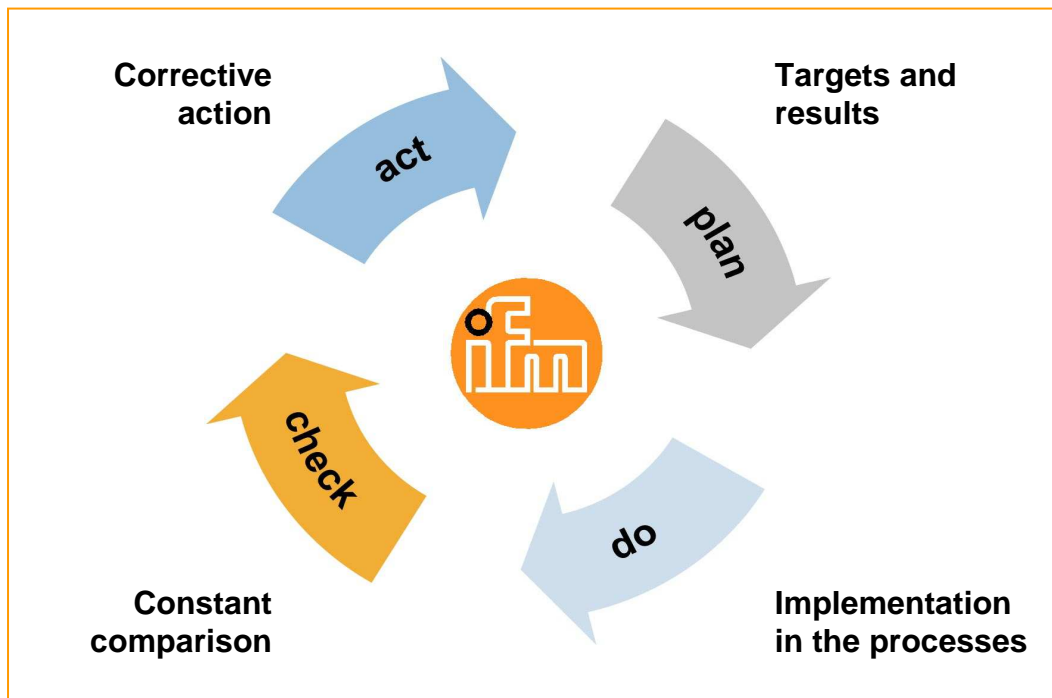 Corrective
action
Targets and
results
act
plan
ifm
check
do
Constant
comparison
Implementation
in the processes